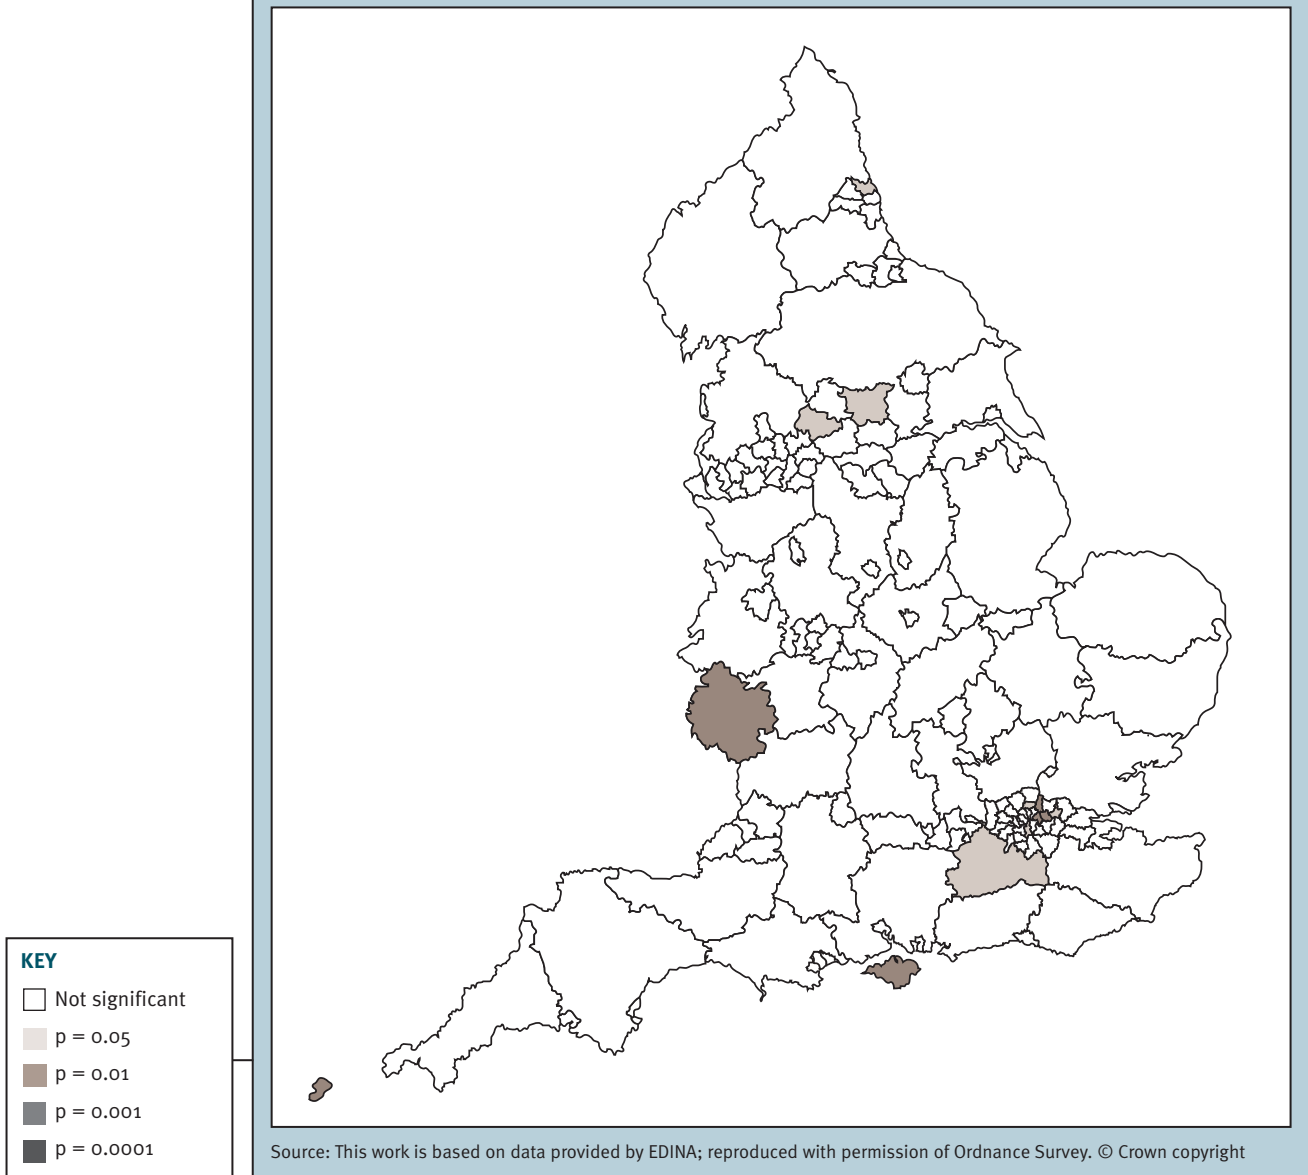 KEY
Not significant
p = 0.05
p = 0.01
p = 0.001
p = 0.0001
Source: This work is based on data provided by EDINA; reproduced with permission of Ordnance Survey. © Crown copyright